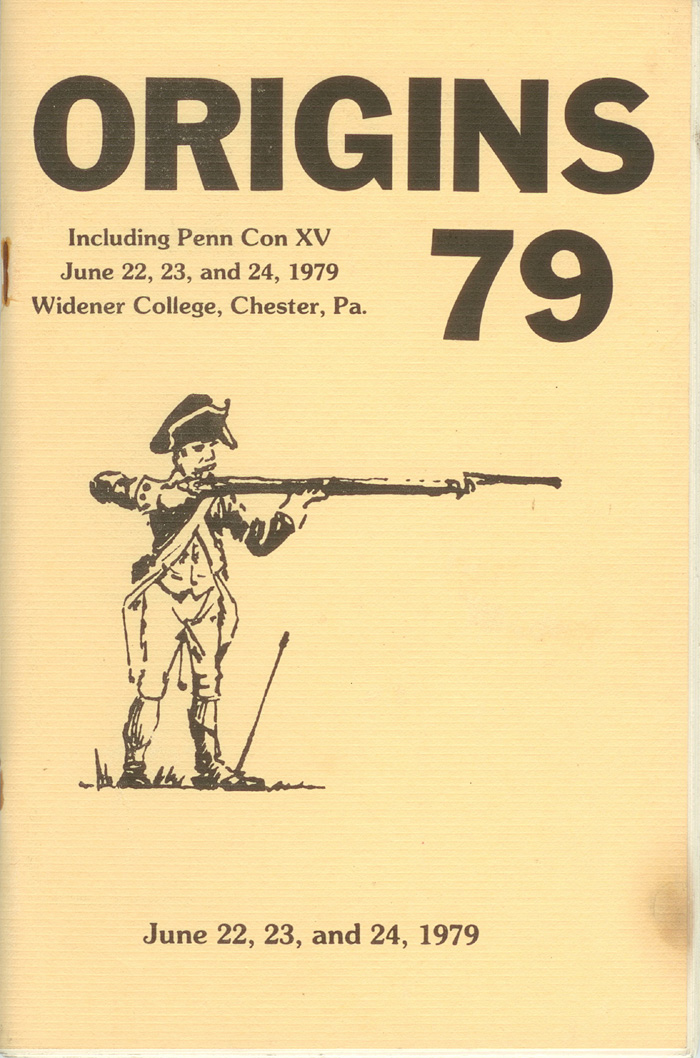 ORIGINS
79
Including Penn Con XV
June 22, 23, and 24, 1979
Widener College, Chester, Pa.
June 22, 23, and 24, 1979